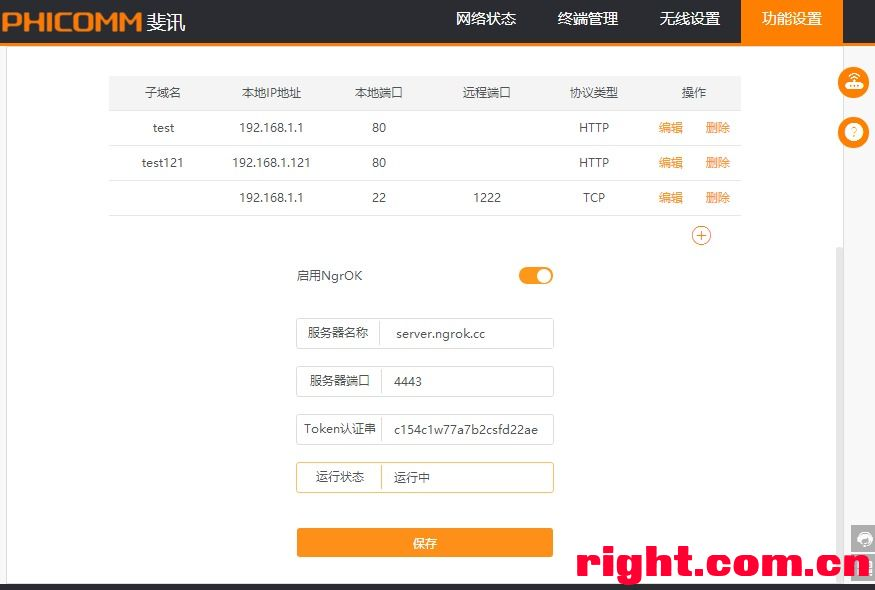 PHICOMM 斐讯 网络状态 终端管理 无线设置 功能设置
子域名 本地IP地址 本地端口 远程端口 协议类型 操作
test 192.168.1.1 80 HTTP 编辑 删除
test121 192.168.1.121 80 HTTP 编辑 删除
192.168.1.1 22 1222 TCP 编辑 删除
启用NgrOK
服务器名称 server.ngrok.cc
服务器端口 4443
Token认证串 c154c1w77a7b2csfd22ae
运行状态 运行中
保存
right.com.cn